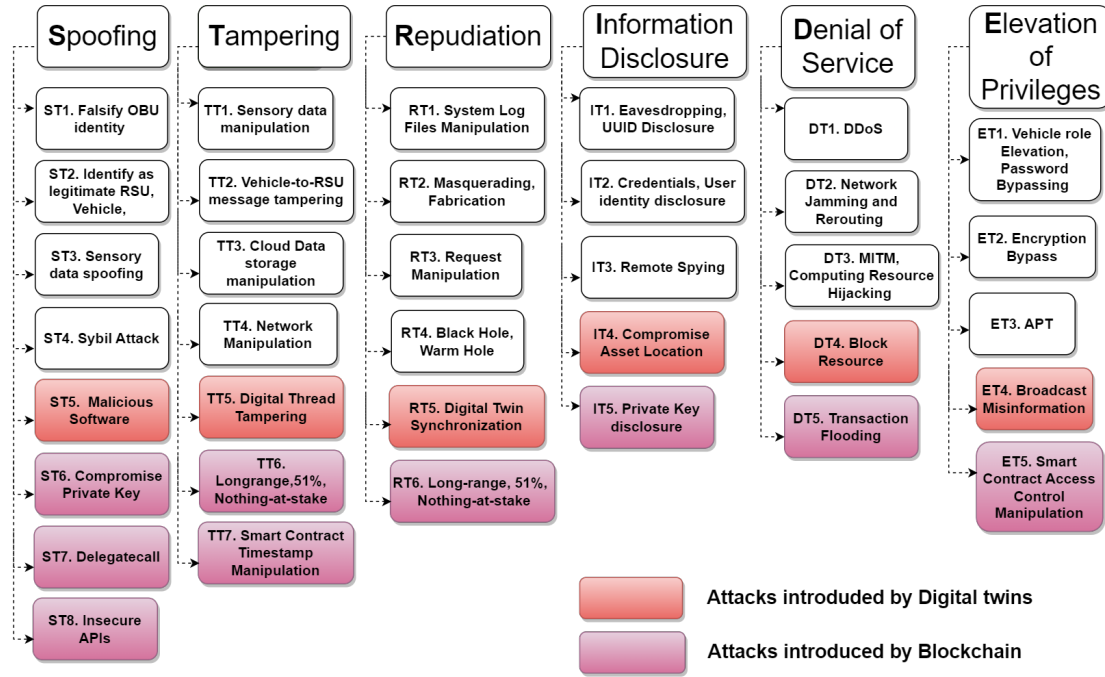 Spoofing
ST1. Falsify OBU
identity
ST2. Identify as
legitimate RSU,
Vehicle,
ST3. Sensory
data spoofing
ST4. Sybil Attack
ST5. Malicious
Software
ST6. Compromise
Private Key
ST7. Delegatecall
ST8. Insecure
APIs
Tampering
TT1. Sensory data
manipulation
TT2. Vehicle-to-RSU
message tampering
TT3. Cloud Data
storage
manipulation
TT4. Network
Manipulation
TT5. Digital Thread
Tampering
TT6.
Longrange,51%,
Nothing-at-stake
TT7. Smart Contract
Timestamp
Manipulation
Repudiation
RT1. System Log
Files Manipulation
RT2. Masquerading,
Fabrication
RT3. Request
Manipulation
RT4. Black Hole,
Warm Hole
RT5. Digital Twin
Synchronization
RT6. Long-range, 51%,
Nothing-at-stake
Information
Disclosure
IT1. Eavesdropping,
UUID Disclosure
IT2. Credentials, User
identity disclosure
IT3. Remote Spying
IT4. Compromise
Asset Location
IT5. Private Key
disclosure
Denial of
Service
DT1. DDoS
DT2. Network
Jamming and
Rerouting
DT3. MITM,
Computing Resource
Hijacking
DT4. Block
Resource
DT5. Transaction
Flooding
Elevation
of
Privileges
ET1. Vehicle role
Elevation,
Password
Bypassing
ET2. Encryption
Bypass
ET3. APT
ET4. Broadcast
Misinformation
ET5. Smart
Contract Access
Control
Manipulation
Attacks introduded by Digital twins
Attacks introduced by Blockchain